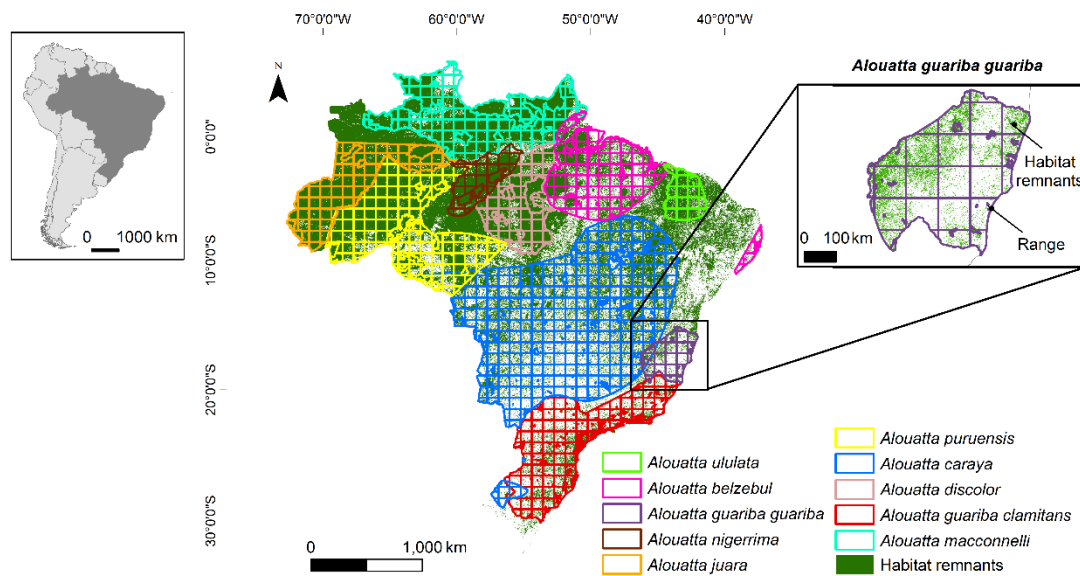 70°0'0"W 60°0'0"W 50°0'0"W 40°0'0"W
N
0°0'0"
10°0'0"S
20°0'0"S
30°0'0"S
0 1000 km
Alouatta guariba guariba
Habitat
remnants
Range
0 100 km
0 1,000 km
Alouatta ululata
Alouatta belzebul
Alouatta guariba guariba
Alouatta nigerrima
Alouatta juara
Alouatta puruensis
Alouatta caraya
Alouatta discolor
Alouatta guariba clamitans
Alouatta macconnelli
Habitat remnants